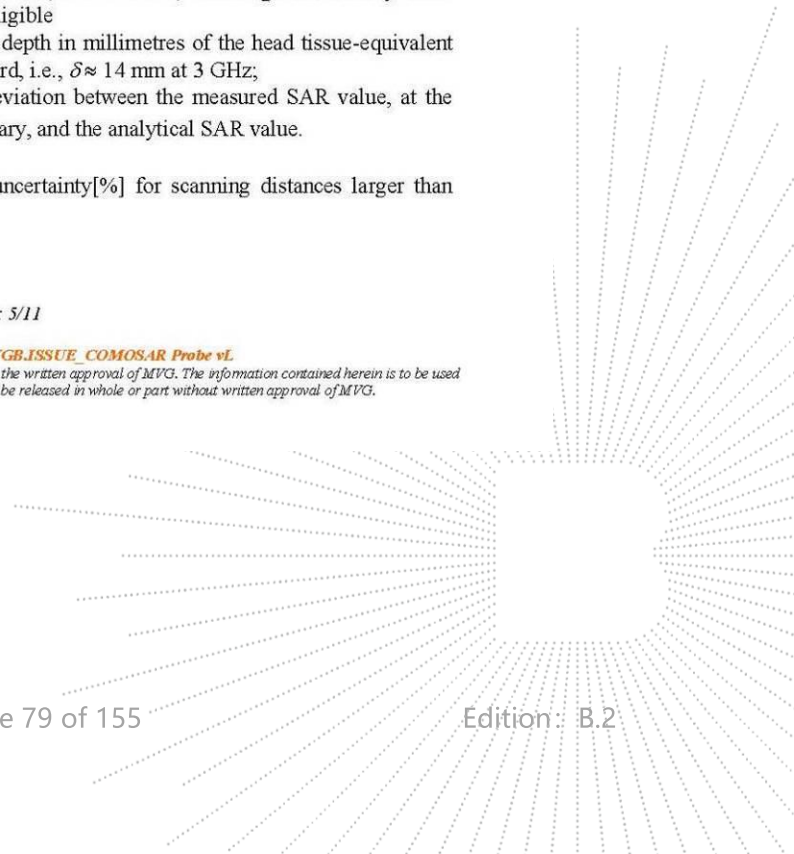 igible
depth in millimetres of the head tissue-equivalent
rd, i.e., δ≈ 14 mm at 3 GHz;
eviation between the measured SAR value, at the
ary, and the analytical SAR value.
uncertainty[%] for scanning distances larger than
: 5/11
GB.ISSUE_COMOSAR Probe vL
the written approval of MVG. The information contained herein is to be used
be released in whole or part without written approval of MVG.
e 79 of 155
Edition: B.2